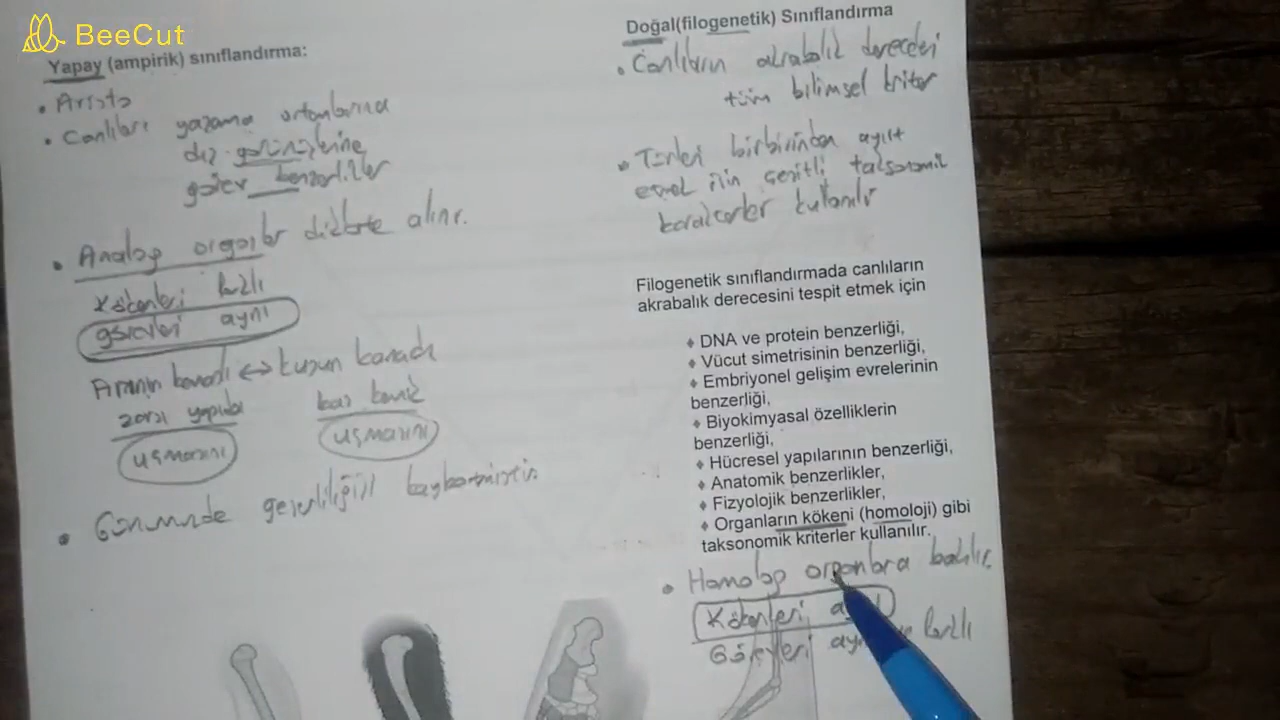 BeeCut
Yapay (ampirik) sınıflandırma:
• Aristo
• Canlıları yaşama ortamlarına
dış görünüşlerine
göre benzerlikler
• Analog organlar dikkate alınır.
Kökenleri farklı
görevleri aynı
Arının kanadı ↔ kuşun kanadı
zarsı yapıda
kas kemik
uçmasını
uçmasını
• Günümüzde geçerliliğini kaybetmiştir.
Doğal(filogenetik) Sınıflandırma
• Canlıların akrabalık dereceleri
tüm bilimsel kriter
• Türleri birbirinden ayırt
etmek için çeşitli taksonomik
karakterler kullanılır
Filogenetik sınıflandırmada canlıların
akrabalık derecesini tespit etmek için
♦ DNA ve protein benzerliği,
♦ Vücut simetrisinin benzerliği,
♦ Embriyonel gelişim evrelerinin
benzerliği,
♦ Biyokimyasal özelliklerin
benzerliği,
♦ Hücresel yapılarının benzerliği,
♦ Anatomik benzerlikler,
♦ Fizyolojik benzerlikler,
♦ Organların kökeni (homoloji) gibi
taksonomik kriterler kullanılır.
• Homolog organlara bakılır.
Kökenleri
Görevleri farklı